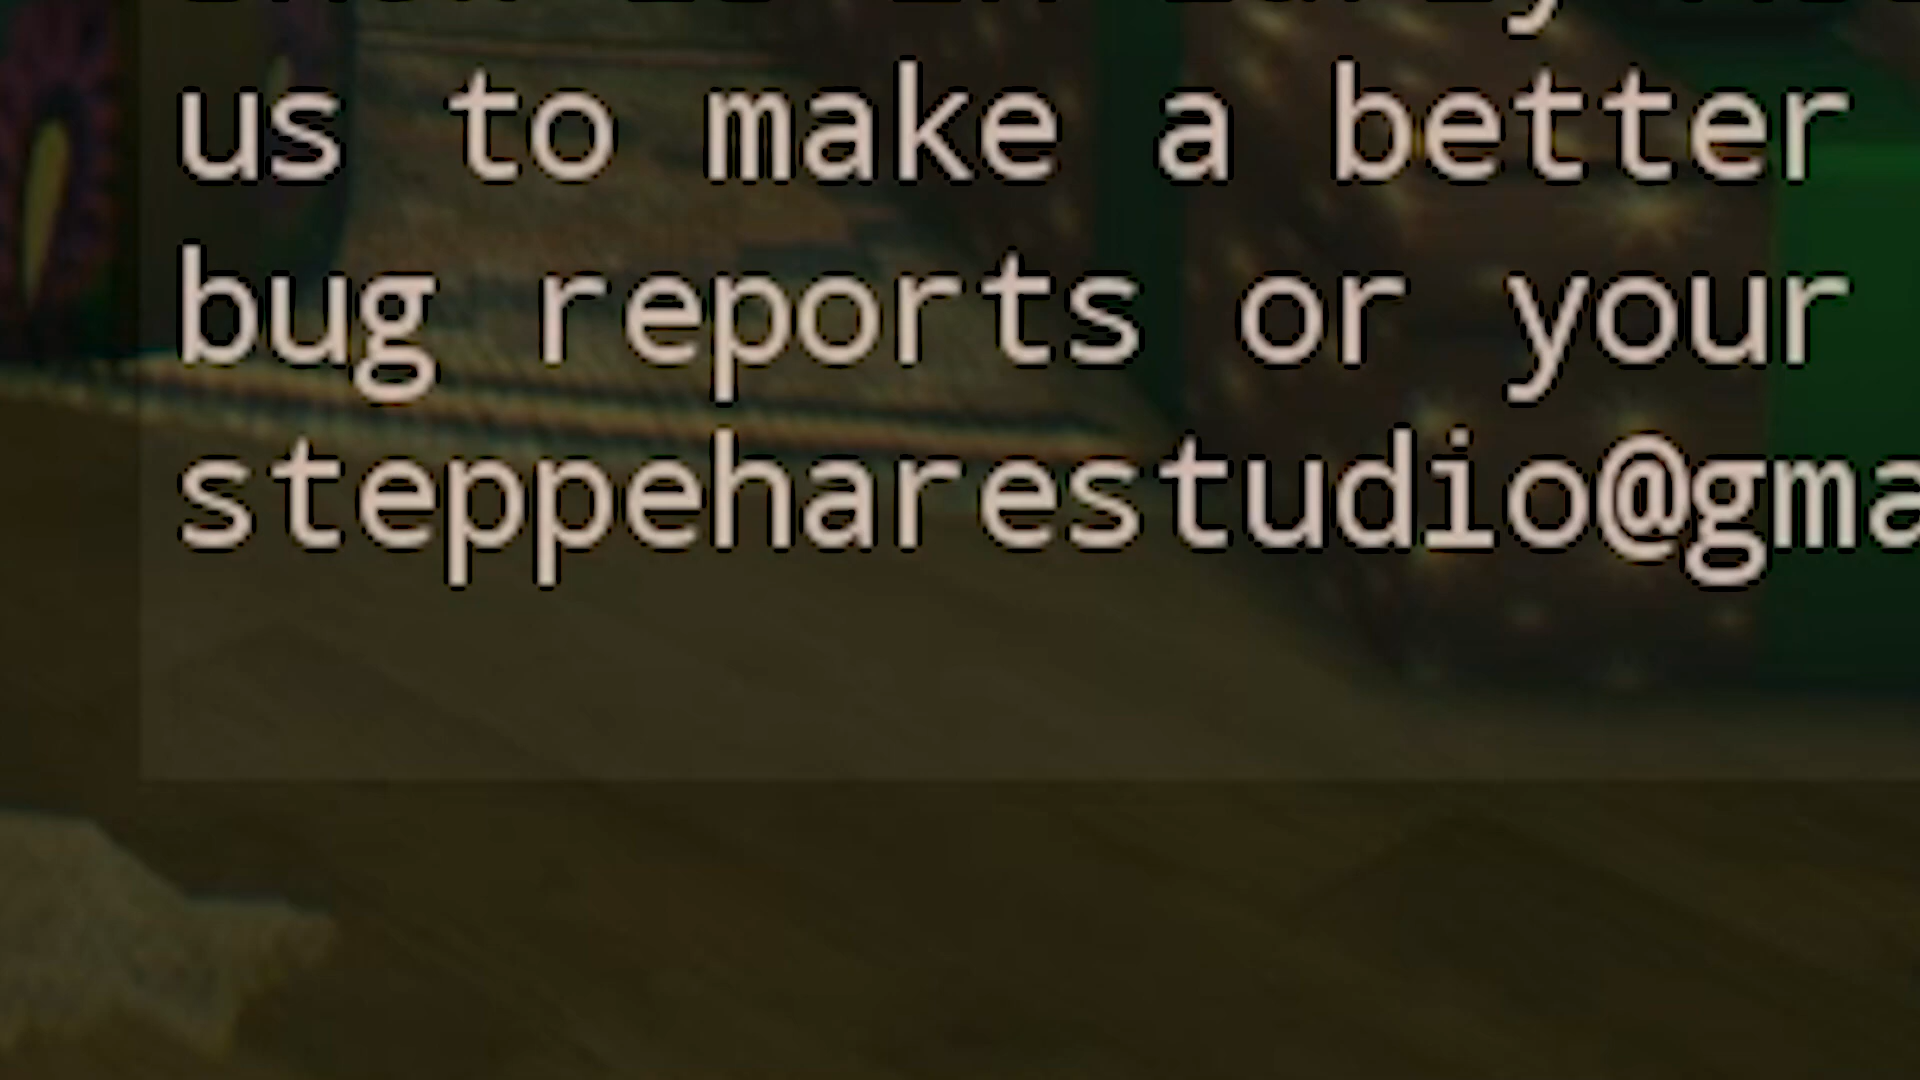 us to make a better
bug reports or your
steppeharestudio@gma